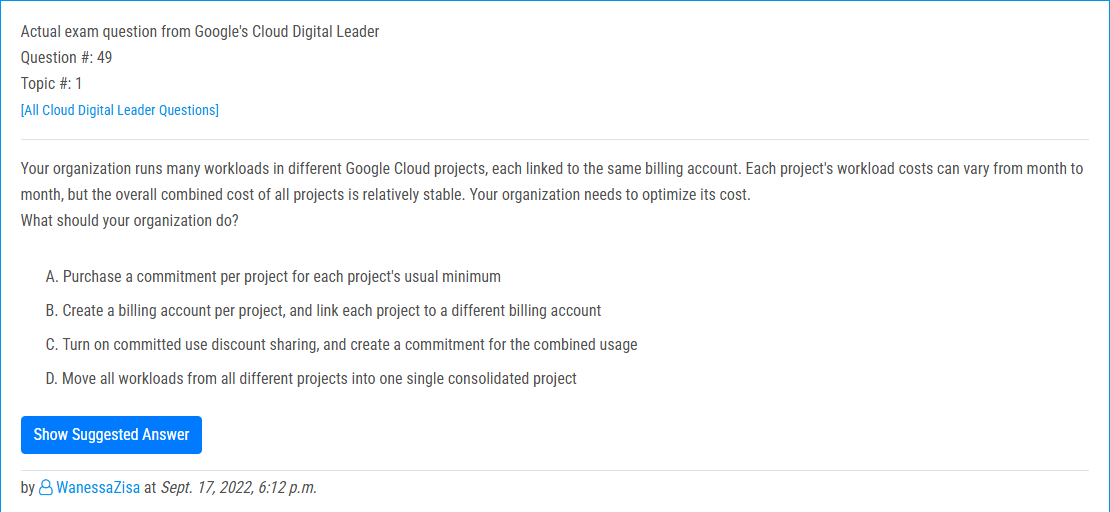 Actual exam question from Google's Cloud Digital Leader
Question #: 49
Topic #: 1
[All Cloud Digital Leader Questions]
Your organization runs many workloads in different Google Cloud projects, each linked to the same billing account. Each project's workload costs can vary from month to
month, but the overall combined cost of all projects is relatively stable. Your organization needs to optimize its cost.
What should your organization do?
A. Purchase a commitment per project for each project's usual minimum
B. Create a billing account per project, and link each project to a different billing account
C. Turn on committed use discount sharing, and create a commitment for the combined usage
D. Move all workloads from all different projects into one single consolidated project
Show Suggested Answer
by WanessaZisa at Sept. 17, 2022, 6:12 p.m.